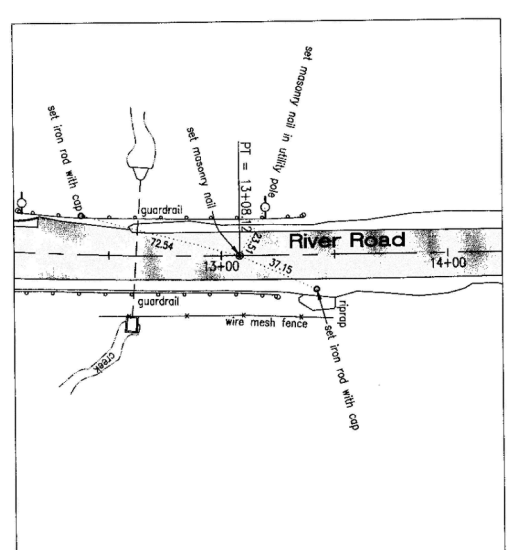 set masonry nail in utility pole
set iron rod with cap
set masonry nail
PT = 13+08.12
guardrail
72.54
23.51
River Road
13+00
37.15
14+00
guardrail
riprap
wire mesh fence
set iron rod with cap
creek